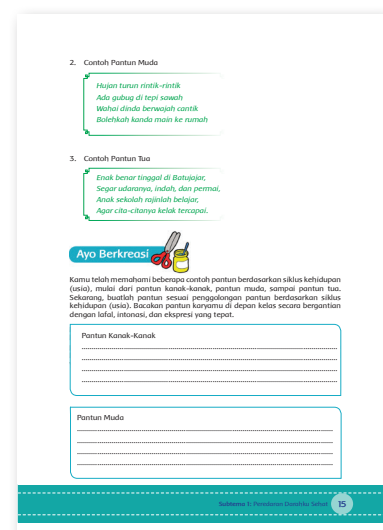 2. Contoh Pantun Muda
Hujan turun rintik-rintik
Ada gubug di tepi sawah
Wahai dinda berwajah cantik
Bolehkah kanda main ke rumah
3. Contoh Pantun Tua
Enak benar tinggal di Batujajar,
Segar udaranya, indah, dan permai,
Anak sekolah rajinlah belajar,
Agar cita-citanya kelak tercapai.
Ayo Berkreasi
Kamu telah memahami beberapa contoh pantun berdasarkan siklus kehidupan
(usia), mulai dari pantun kanak-kanak, pantun muda, sampai pantun tua.
Sekarang, buatlah pantun sesuai penggolongan pantun berdasarkan siklus
kehidupan (usia). Bacakan pantun karyamu di depan kelas secara bergantian
dengan lafal, intonasi, dan ekspresi yang tepat.
Pantun Kanak-Kanak
Pantun Muda
Subtema 1: Peredaran Darahku Sehat 15